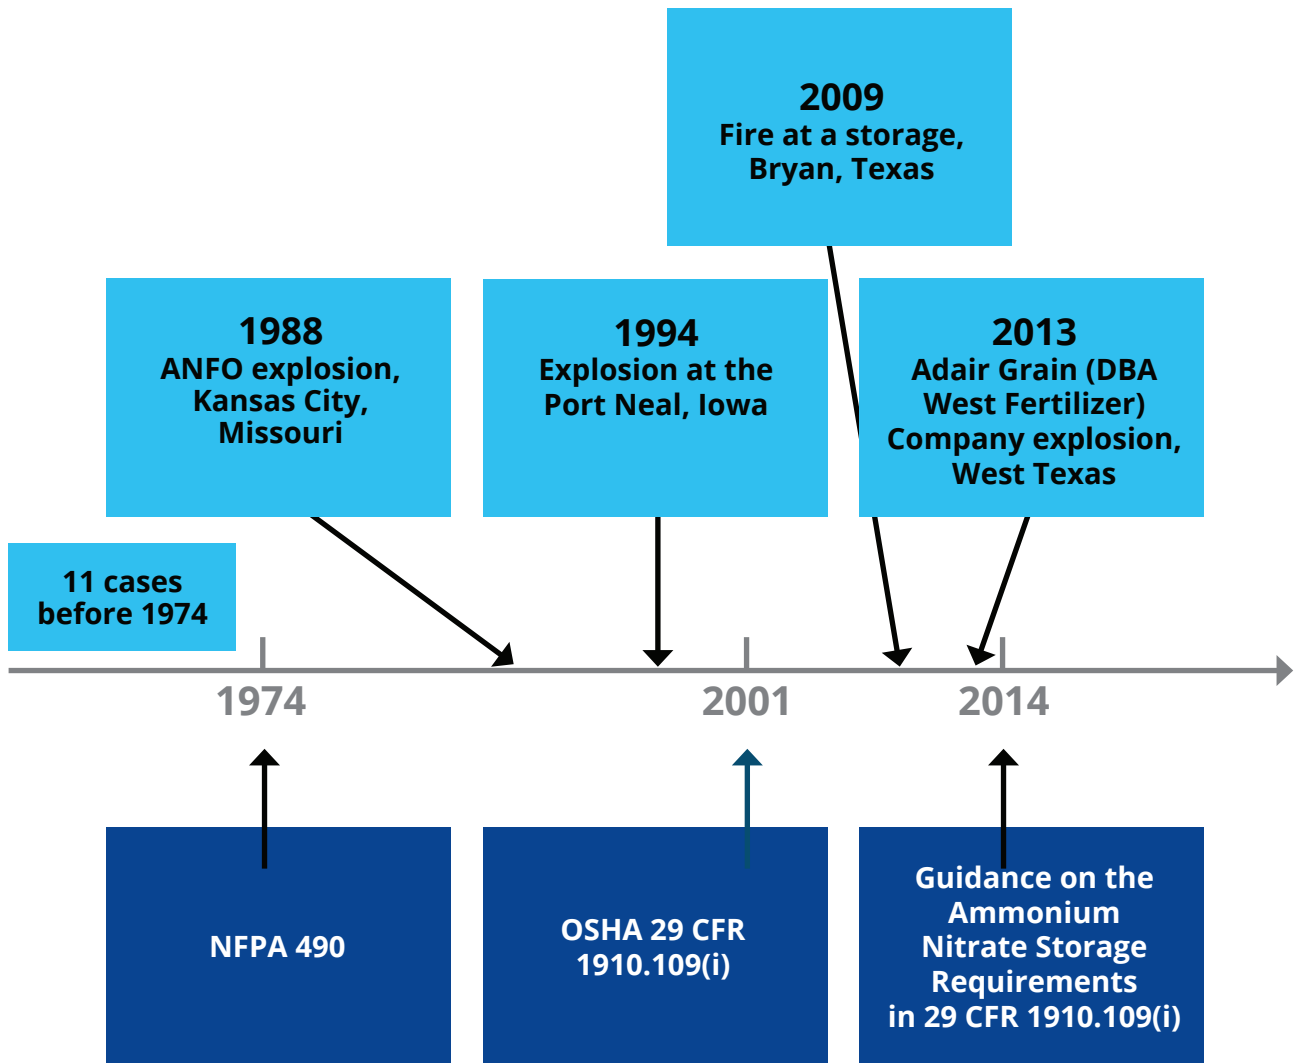 2009
Fire at a storage,
Bryan, Texas
1988
ANFO explosion,
Kansas City,
Missouri
1994
Explosion at the
Port Neal, Iowa
2013
Adair Grain (DBA
West Fertilizer)
Company explosion,
West Texas
11 cases
before 1974
1974
2001
2014
NFPA 490
OSHA 29 CFR
1910.109(i)
Guidance on the
Ammonium
Nitrate Storage
Requirements
in 29 CFR 1910.109(i)